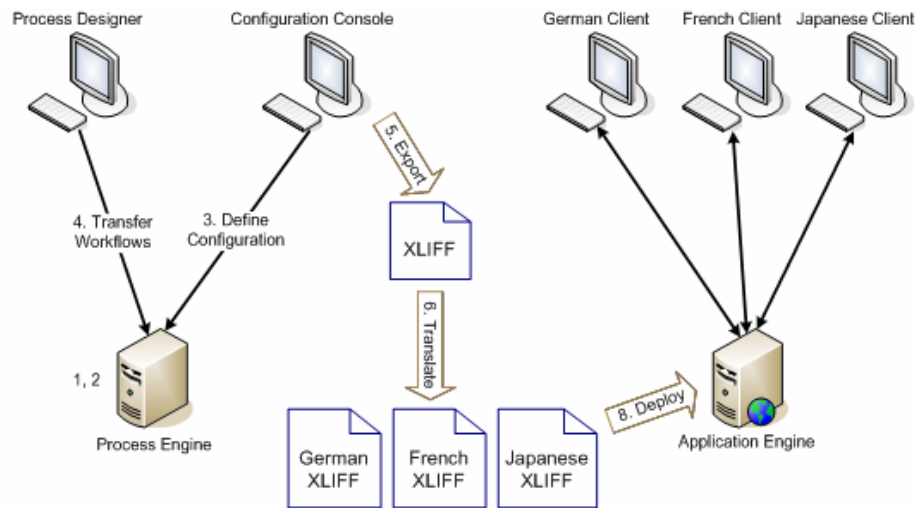 Process Designer
Configuration Console
German Client
French Client
Japanese Client
5. Export
4. Transfer
Workflows
3. Define
Configuration
XLIFF
6. Translate
1, 2
Process Engine
8. Deploy
Application Engine
German
XLIFF
French
XLIFF
Japanese
XLIFF